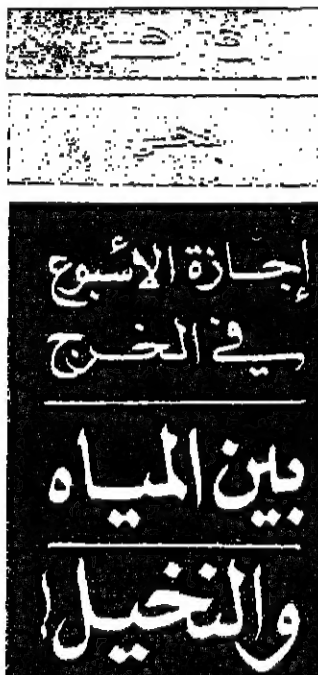 إجازة الأسبوع
في الخرج
بين المياه
والنخيل!